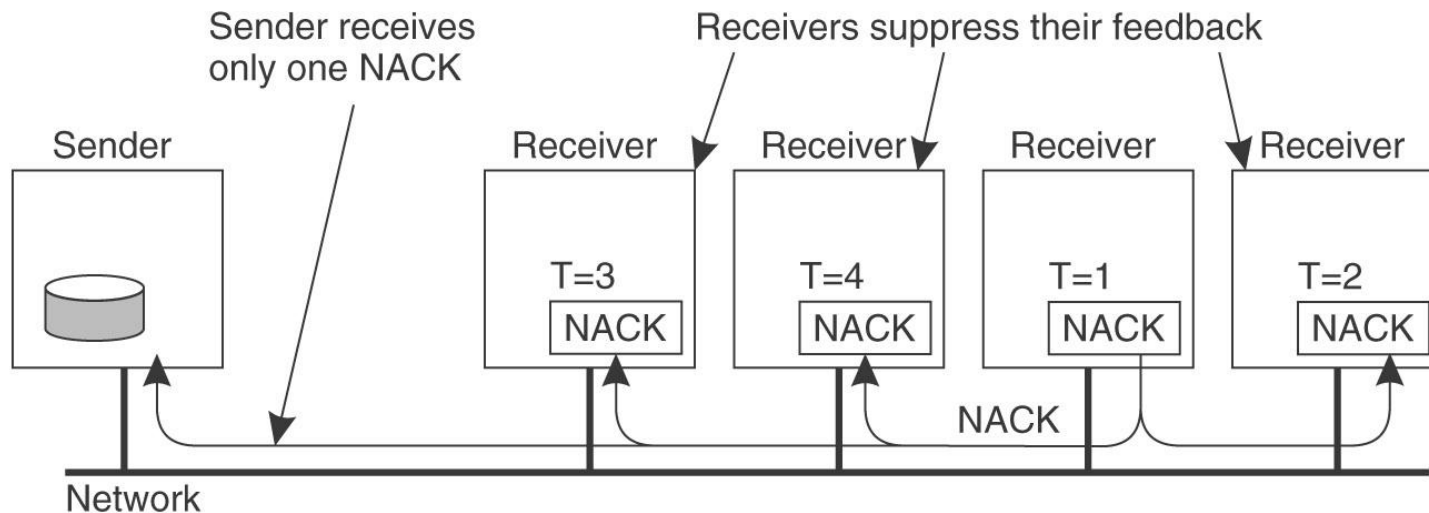 Sender receives
only one NACK
Receivers suppress their feedback
Sender
Receiver
Receiver
Receiver
Receiver
T=3
T=4
T=1
T=2
NACK
NACK
NACK
NACK
NACK
Network